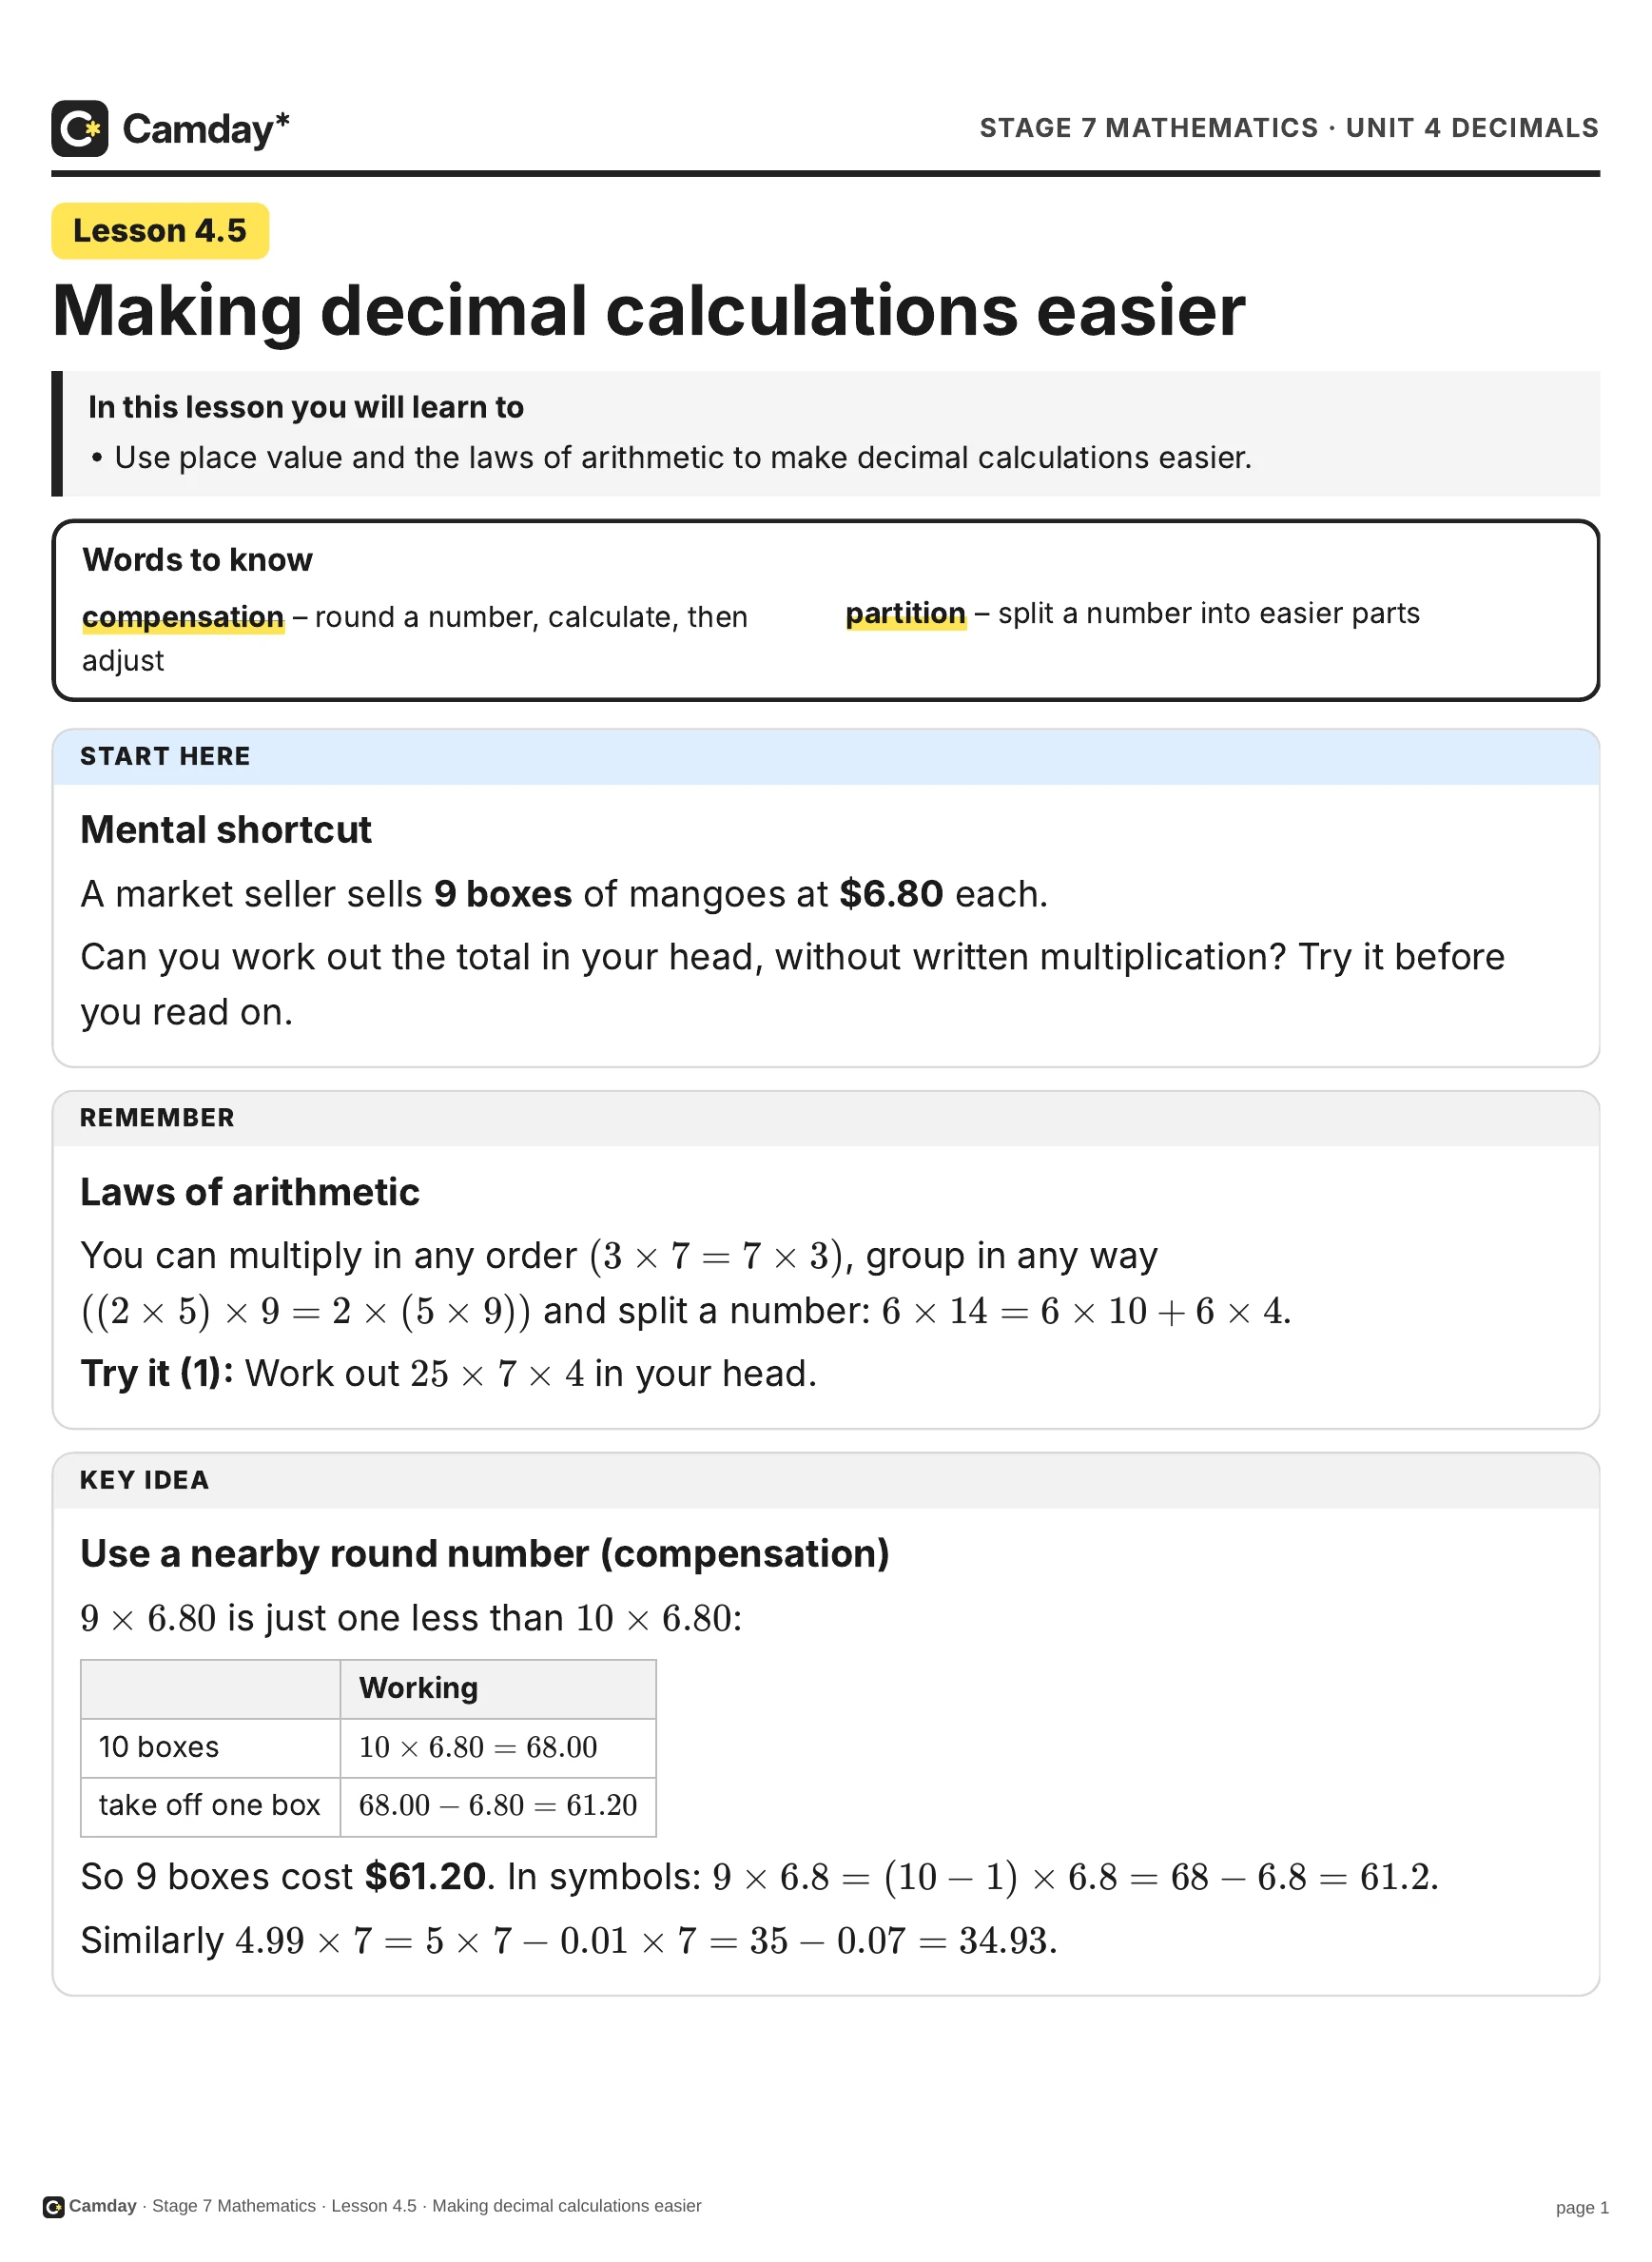 Camday*
STAGE 7 MATHEMATICS · UNIT 4 DECIMALS
Lesson 4.5
Making decimal calculations easier
In this lesson you will learn to
• Use place value and the laws of arithmetic to make decimal calculations easier.
Words to know
compensation – round a number, calculate, then
adjust
partition – split a number into easier parts
START HERE
Mental shortcut
A market seller sells 9 boxes of mangoes at $6.80 each.
Can you work out the total in your head, without written multiplication? Try it before
you read on.
REMEMBER
Laws of arithmetic
You can multiply in any order (3 × 7 = 7 × 3), group in any way
((2 × 5) × 9 = 2 × (5 × 9)) and split a number: 6 × 14 = 6 × 10 + 6 × 4.
Try it (1): Work out 25 × 7 × 4 in your head.
KEY IDEA
Use a nearby round number (compensation)
9 × 6.80 is just one less than 10 × 6.80:
Working
10 boxes 10 × 6.80 = 68.00
take off one box 68.00 − 6.80 = 61.20
So 9 boxes cost $61.20. In symbols: 9 × 6.8 = (10 − 1) × 6.8 = 68 − 6.8 = 61.2.
Similarly 4.99 × 7 = 5 × 7 − 0.01 × 7 = 35 − 0.07 = 34.93.
Camday · Stage 7 Mathematics · Lesson 4.5 · Making decimal calculations easier
page 1